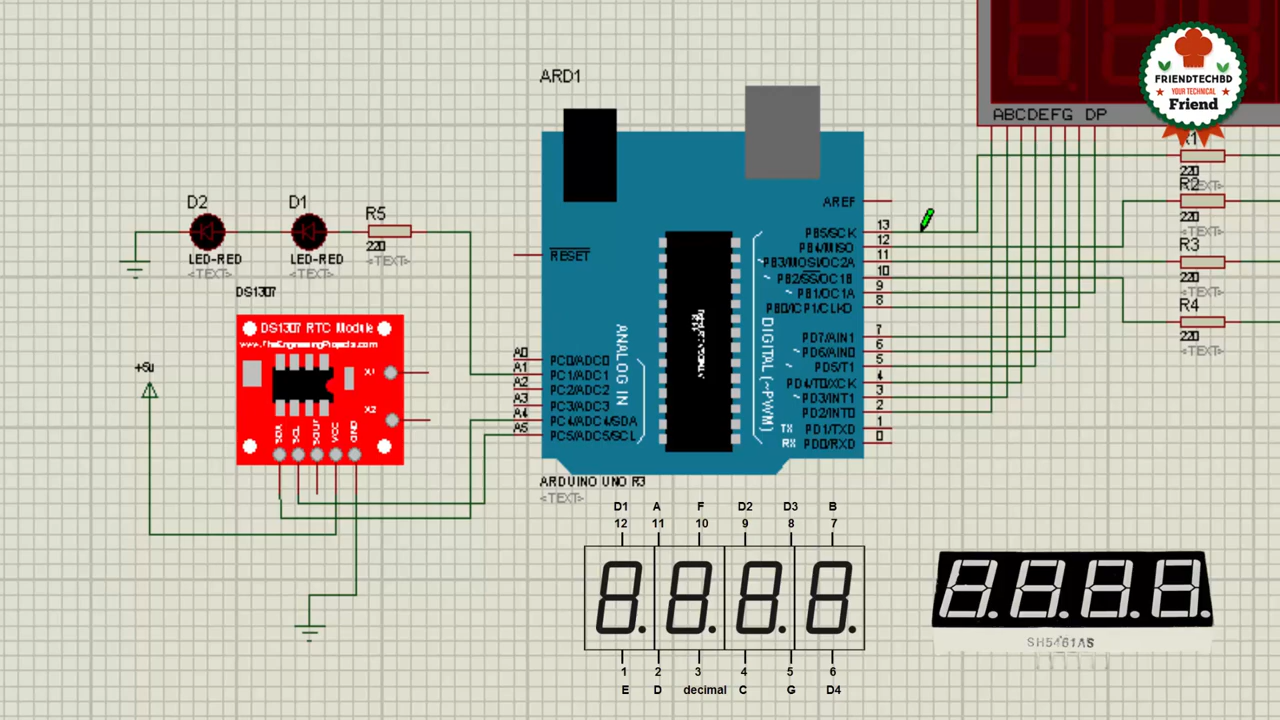 ARD1
FRIENDTECHBD
YOUR TECHNICAL
Friend
ABCDEFG DP
R1
220
R2
<TEXT>
220
<TEXT>
R3
220
<TEXT>
R4
220
<TEXT>
D2
LED-RED
<TEXT>
D1
LED-RED
<TEXT>
R5
220
<TEXT>
DS1307
DS1307 RTC Module
www.TheEngineeringProjects.com
X1
X2
SDA
SCL
SQW
VCC
GND
+5v
RESET
AREF
13
PB5/SCK
12
PB4/MISO
11
~PB3/MOSI/OC2A
10
~ PB2/SS/OC1B
9
~ PB1/OC1A
8
PB0/ICP1/CLKO
7
PD7/AIN1
6
~ PD6/AIN0
5
~ PD5/T1
4
PD4/T0/XCK
3
~ PD3/INT1
2
PD2/INT0
1
TX PD1/TXD
0
RX PD0/RXD
DIGITAL (~PWM)
ANALOG IN
A0
PC0/ADC0
A1
PC1/ADC1
A2
PC2/ADC2
A3
PC3/ADC3
A4
PC4/ADC4/SDA
A5
PC5/ADC5/SCL
ARDUINO UNO R3
<TEXT>
D1 A F D2 D3 B
12 11 10 9 8 7
1 2 3 4 5 6
E D decimal C G D4
SH5461AS